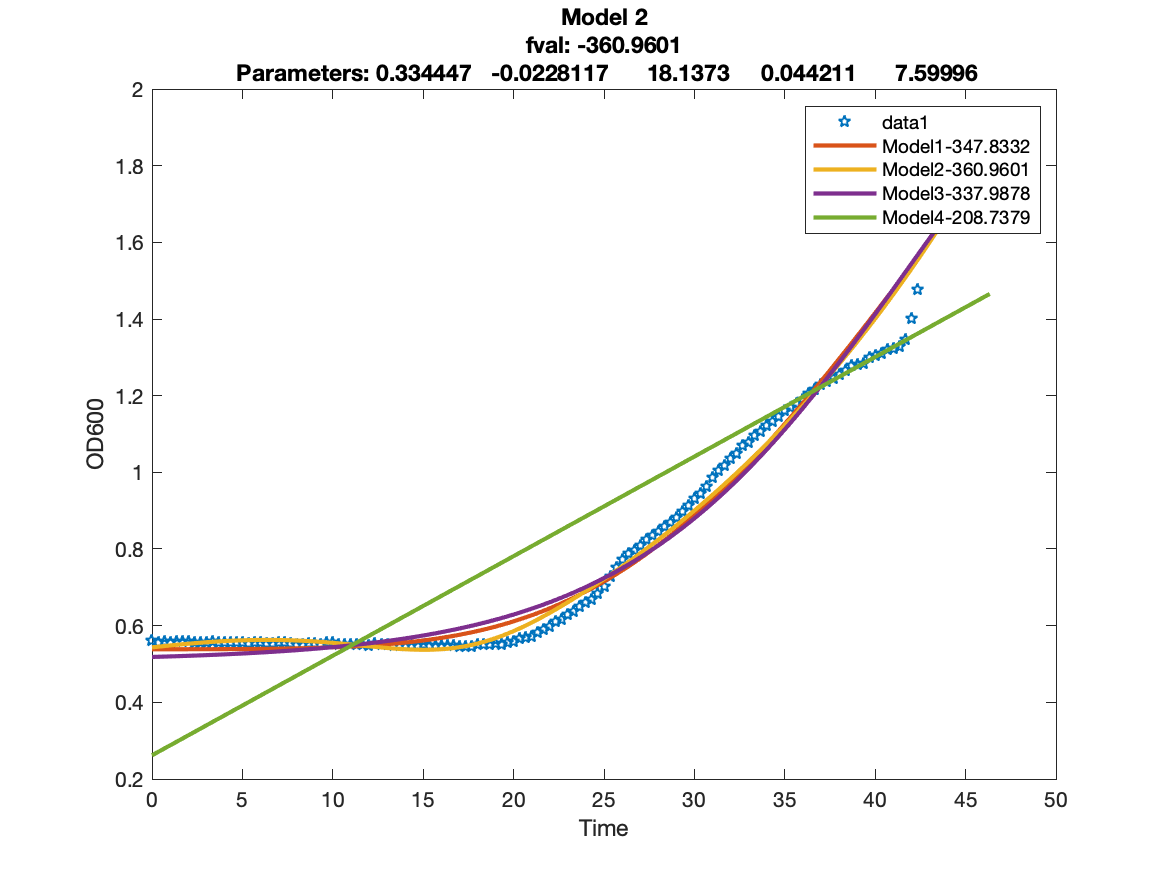 Model 2
fval: -360.9601
Parameters: 0.334447 -0.0228117 18.1373 0.044211 7.59996
data1
Model1-347.8332
Model2-360.9601
Model3-337.9878
Model4-208.7379
2
1.8
1.6
1.4
1.2
1
0.8
0.6
0.4
0.2
OD600
0 5 10 15 20 25 30 35 40 45 50
Time